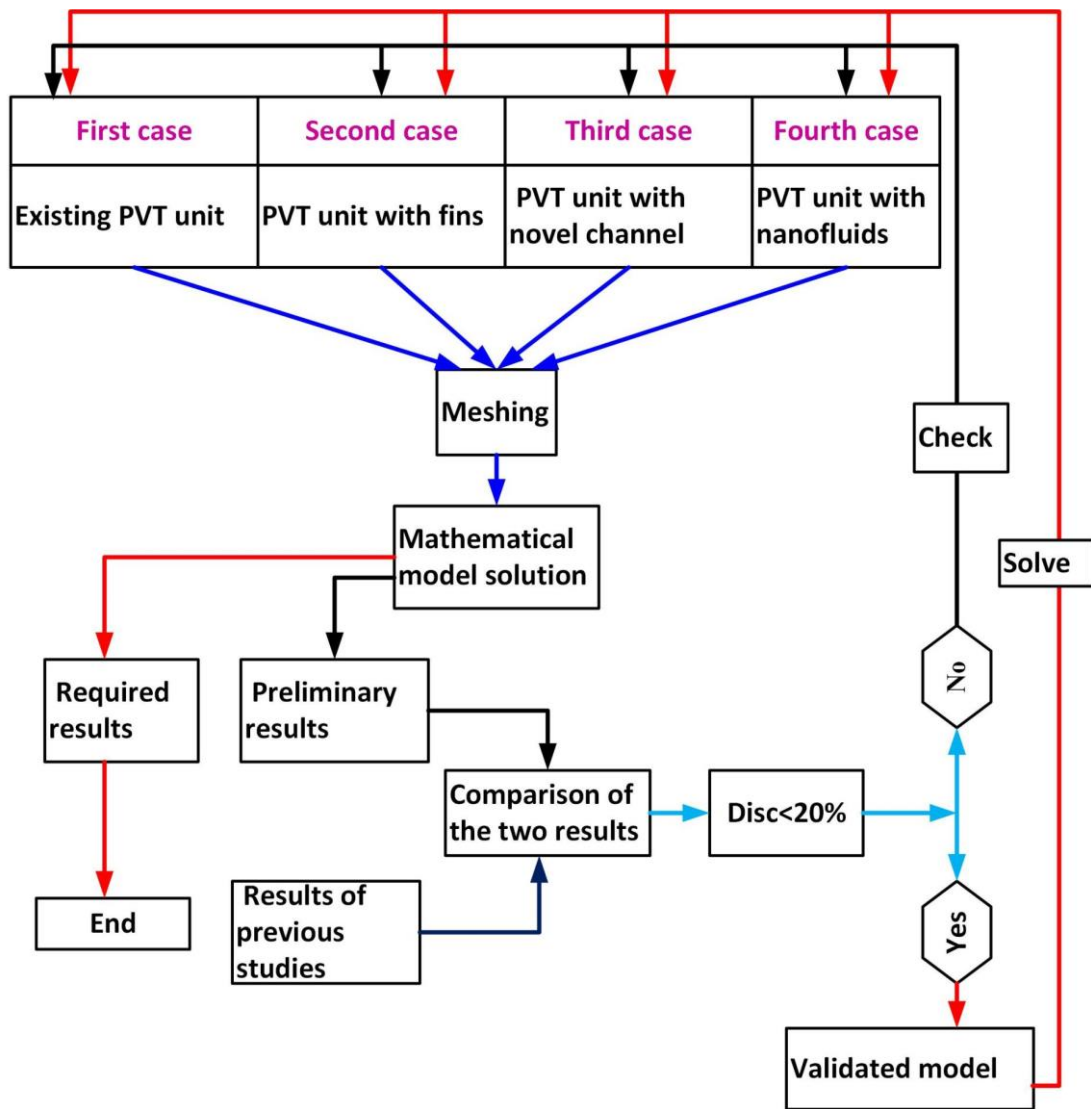 First case
Second case
Third case
Fourth case
Existing PVT unit
PVT unit with fins
PVT unit with
novel channel
PVT unit with
nanofluids
Meshing
Check
Mathematical
model solution
Solve
Required
results
Preliminary
results
No
Comparison of
the two results
Disc<20%
Results of
previous
studies
End
Yes
Validated model